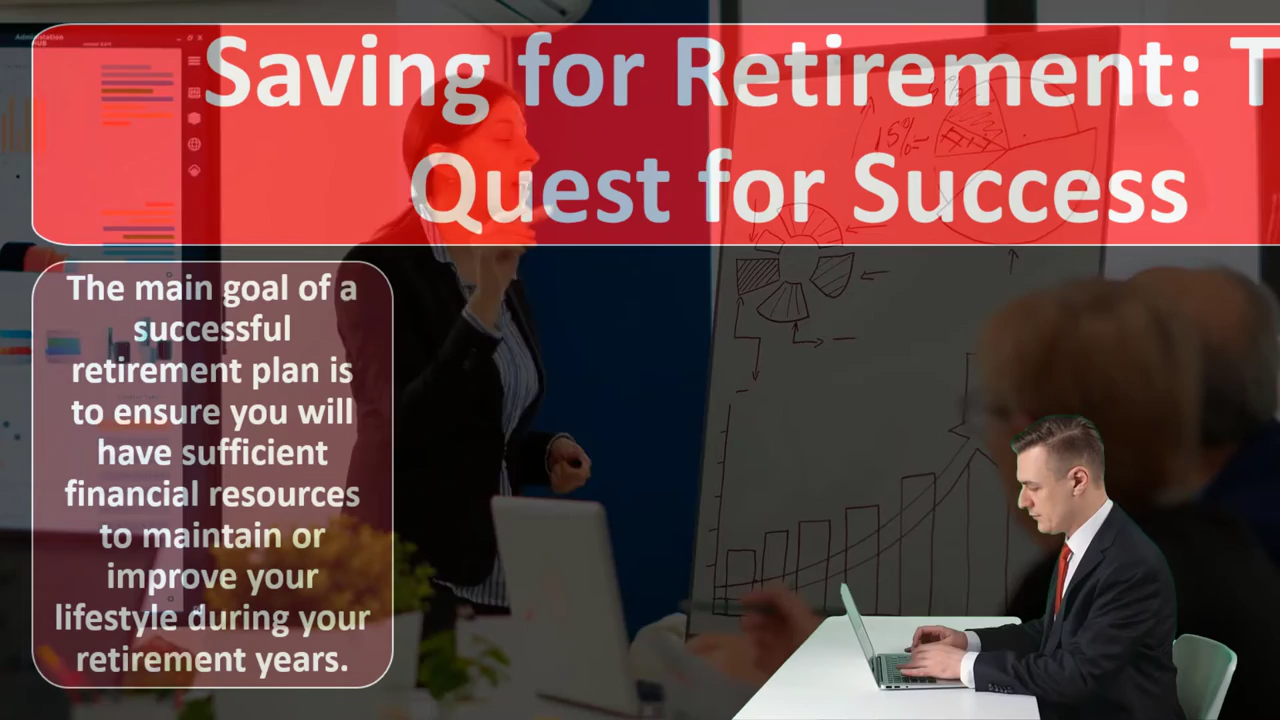 Saving for Retirement: T
Quest for Success
The main goal of a
successful
retirement plan is
to ensure you will
have sufficient
financial resources
to maintain or
improve your
lifestyle during your
retirement years.
15%